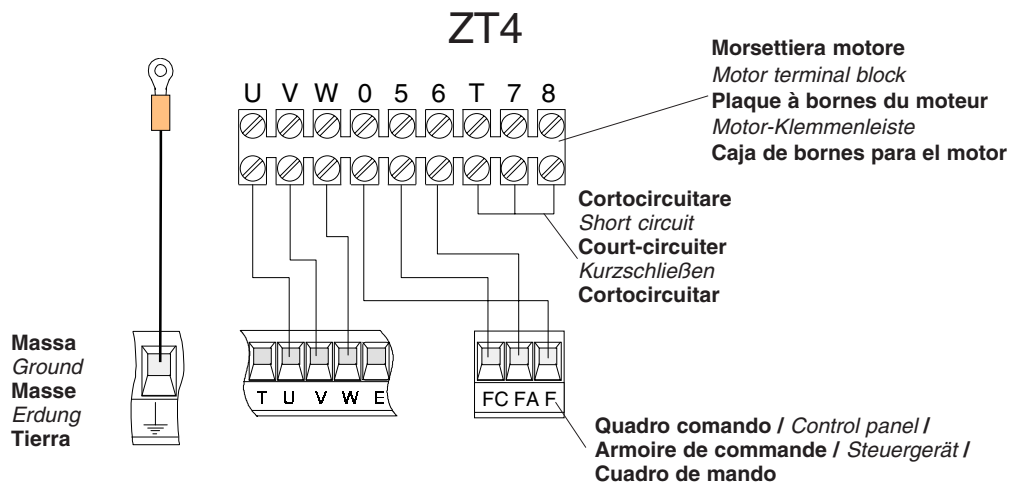 ZT4
Morsettiera motore
Motor terminal block
Plaque à bornes du moteur
Motor-Klemmenleiste
Caja de bornes para el motor
U V W 0 5 6 T 7 8
Cortocircuitare
Short circuit
Court-circuiter
Kurzschließen
Cortocircuitar
Massa
Ground
Masse
Erdung
Tierra
T U V W E
FC FA F
Quadro comando / Control panel /
Armoire de commande / Steuergerät /
Cuadro de mando